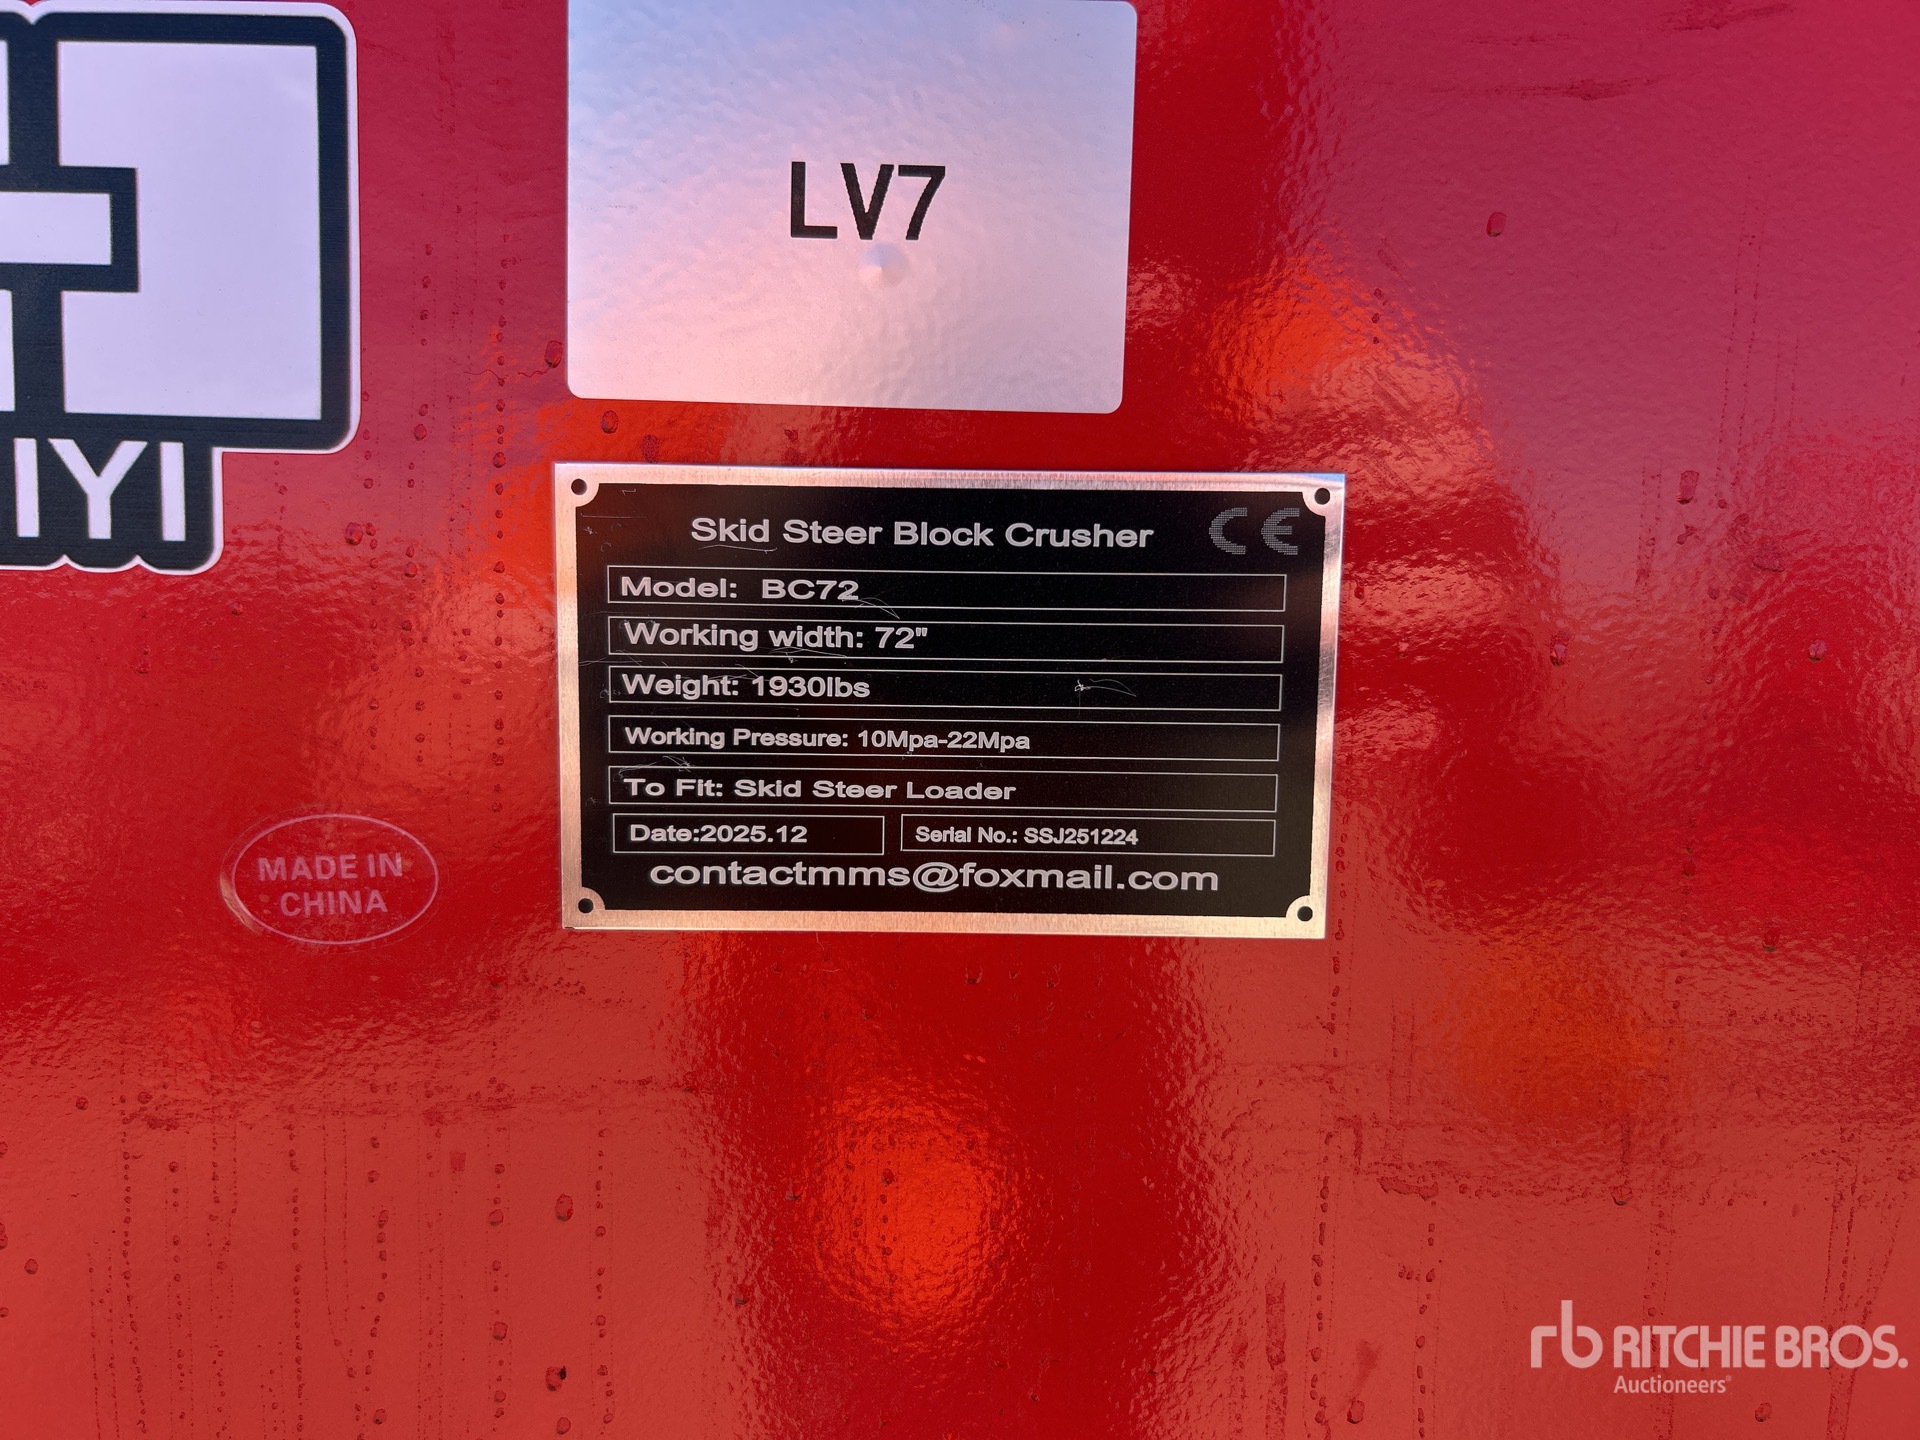 LV7
IYI
Skid Steer Block Crusher CE
Model: BC72
Working width: 72"
Weight: 1930lbs
Working Pressure: 10Mpa-22Mpa
To Fit: Skid Steer Loader
Date:2025.12 Serial No.: SSJ251224
contactmms@foxmail.com
MADE IN
CHINA
rb RITCHIE BROS.
Auctioneers